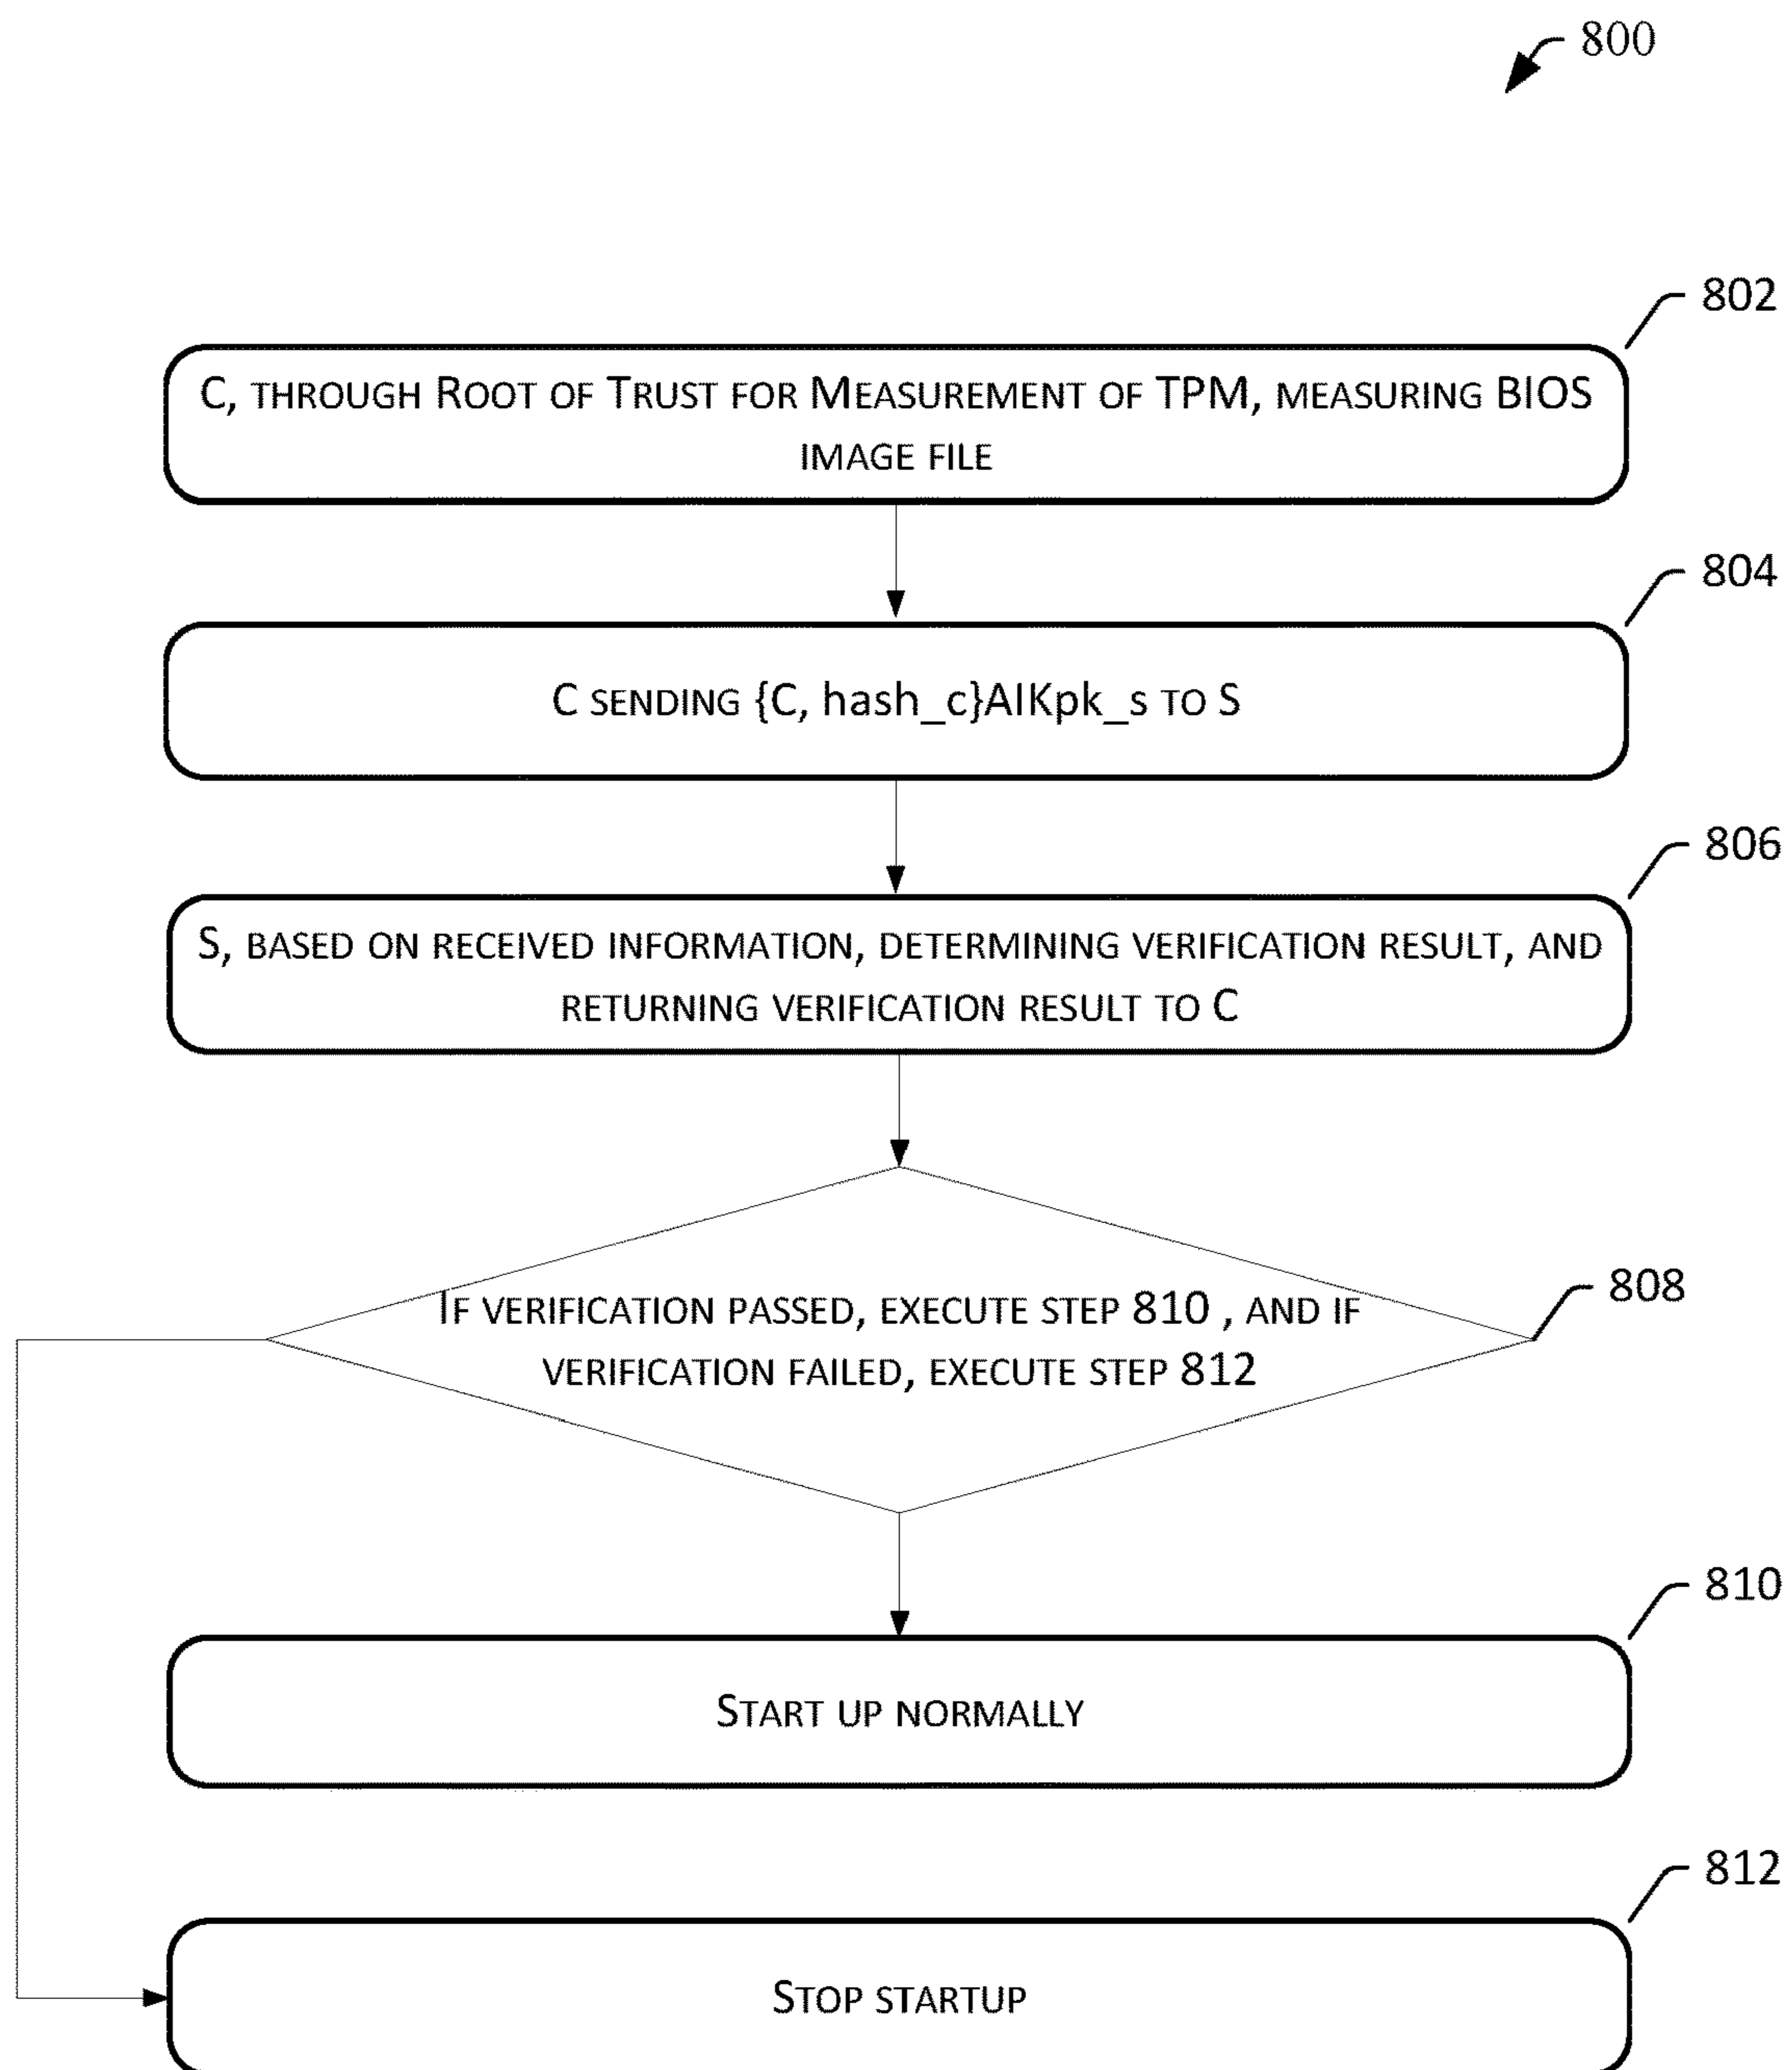 800
802
C, THROUGH ROOT OF TRUST FOR MEASUREMENT OF TPM, MEASURING BIOS
IMAGE FILE
804
C SENDING {C, hash_c}AIKpk_s TO S
806
S, BASED ON RECEIVED INFORMATION, DETERMINING VERIFICATION RESULT, AND
RETURNING VERIFICATION RESULT TO C
808
IF VERIFICATION PASSED, EXECUTE STEP 810 , AND IF
VERIFICATION FAILED, EXECUTE STEP 812
810
START UP NORMALLY
812
STOP STARTUP